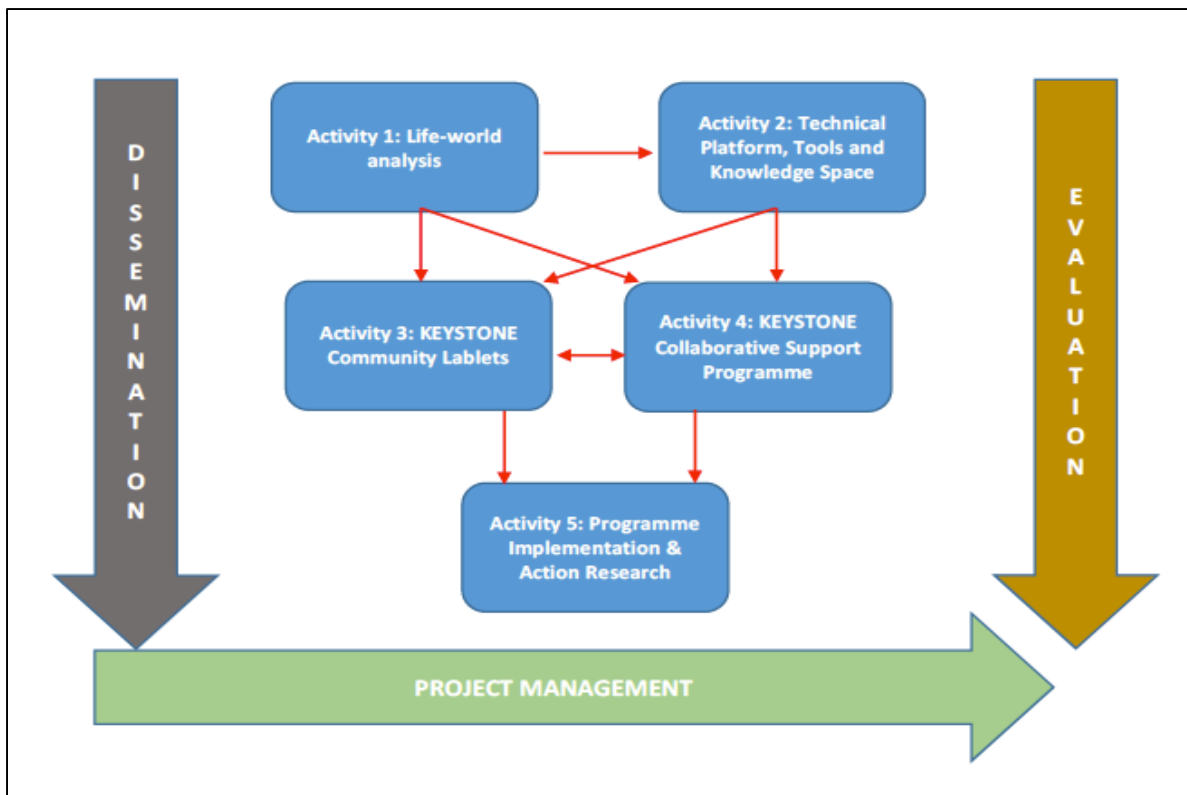 DISSEMINATION
Activity 1: Life-world
analysis
Activity 2: Technical
Platform, Tools and
Knowledge Space
EVALUATION
Activity 3: KEYSTONE
Community Lablets
Activity 4: KEYSTONE
Collaborative Support
Programme
Activity 5: Programme
Implementation &
Action Research
PROJECT MANAGEMENT